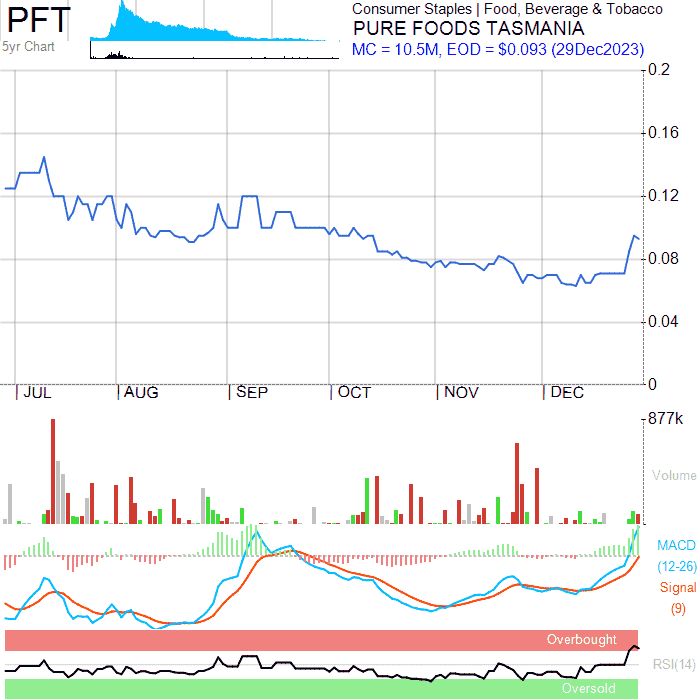 PFT
5yr Chart
Consumer Staples | Food, Beverage & Tobacco
PURE FOODS TASMANIA
MC = 10.5M, EOD = $0.093 (29Dec2023)
0.2
0.16
0.12
0.08
0.04
0
JUL AUG SEP OCT NOV DEC
877k
Volume
MACD
(12-26)
Signal
(9)
Overbought
RSI(14)
Oversold